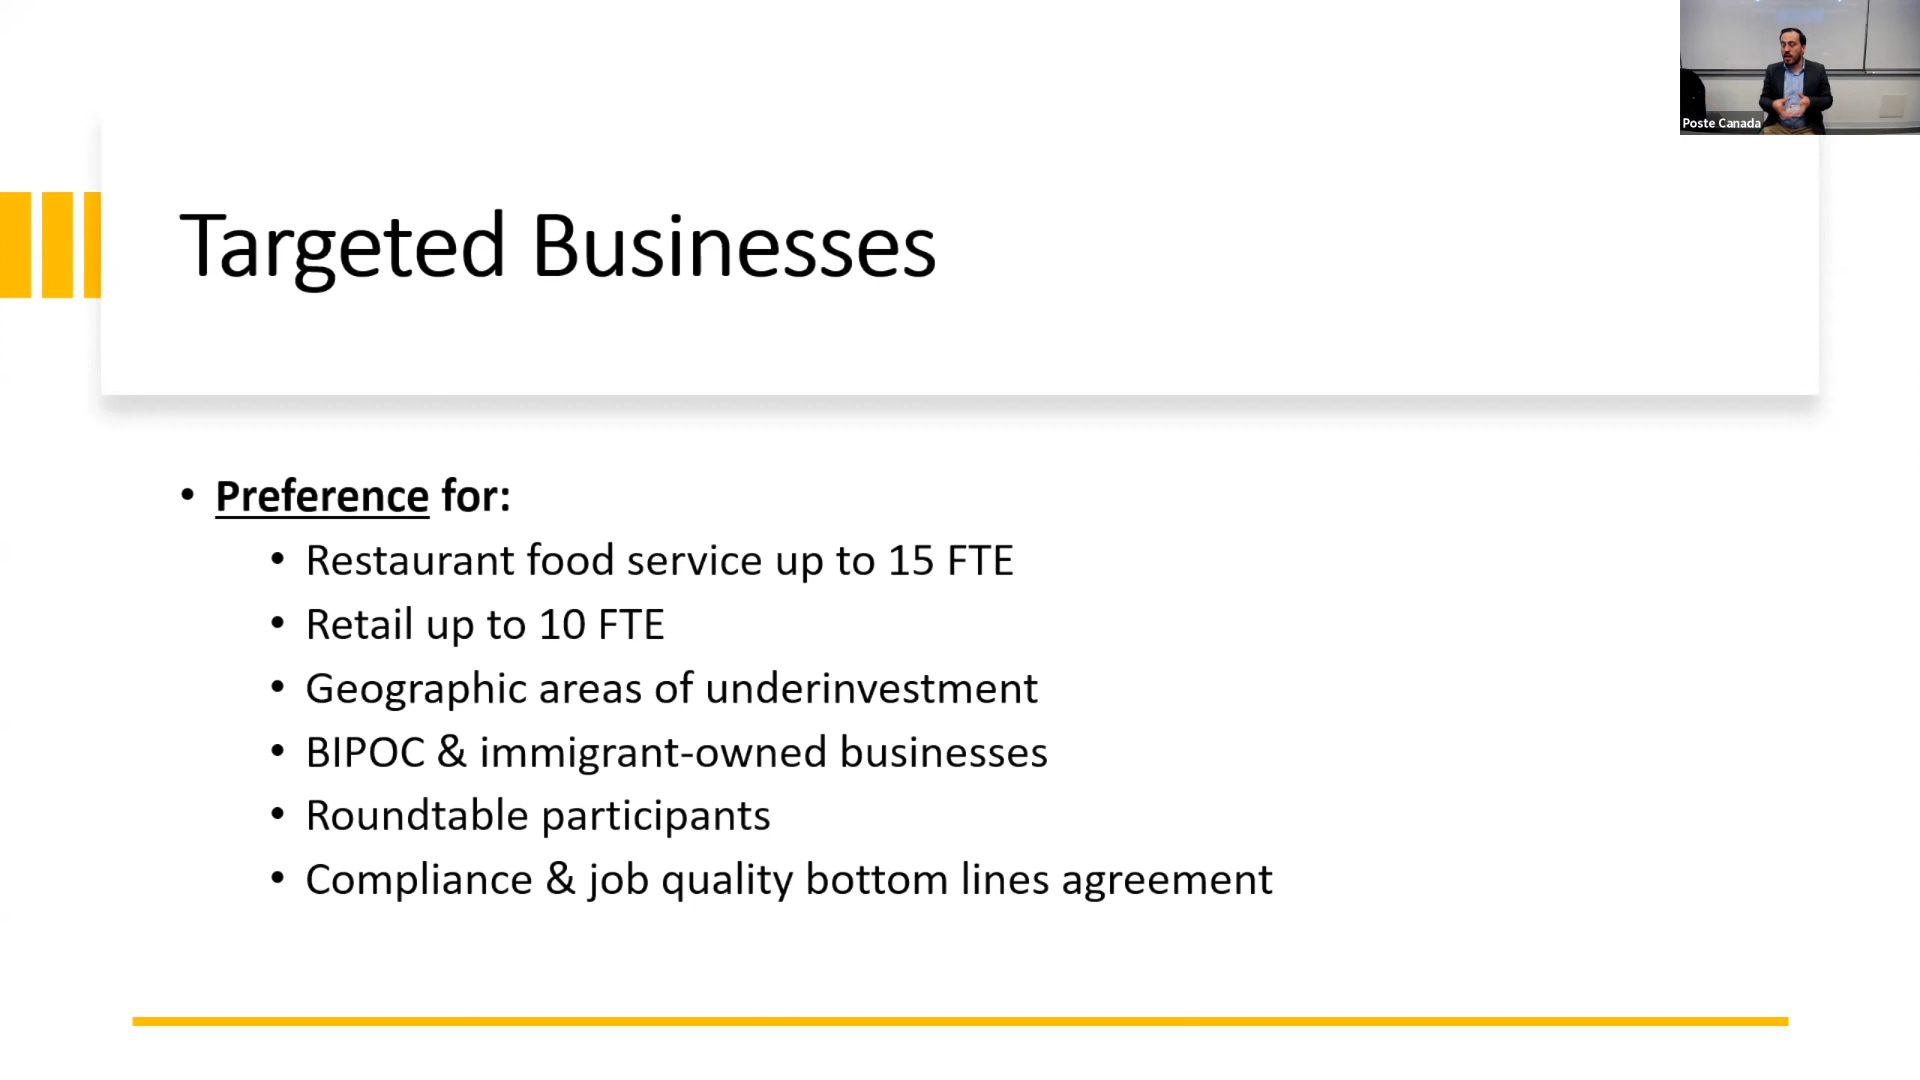 Poste Canada
Targeted Businesses
• Preference for:
• Restaurant food service up to 15 FTE
• Retail up to 10 FTE
• Geographic areas of underinvestment
• BIPOC & immigrant-owned businesses
• Roundtable participants
• Compliance & job quality bottom lines agreement